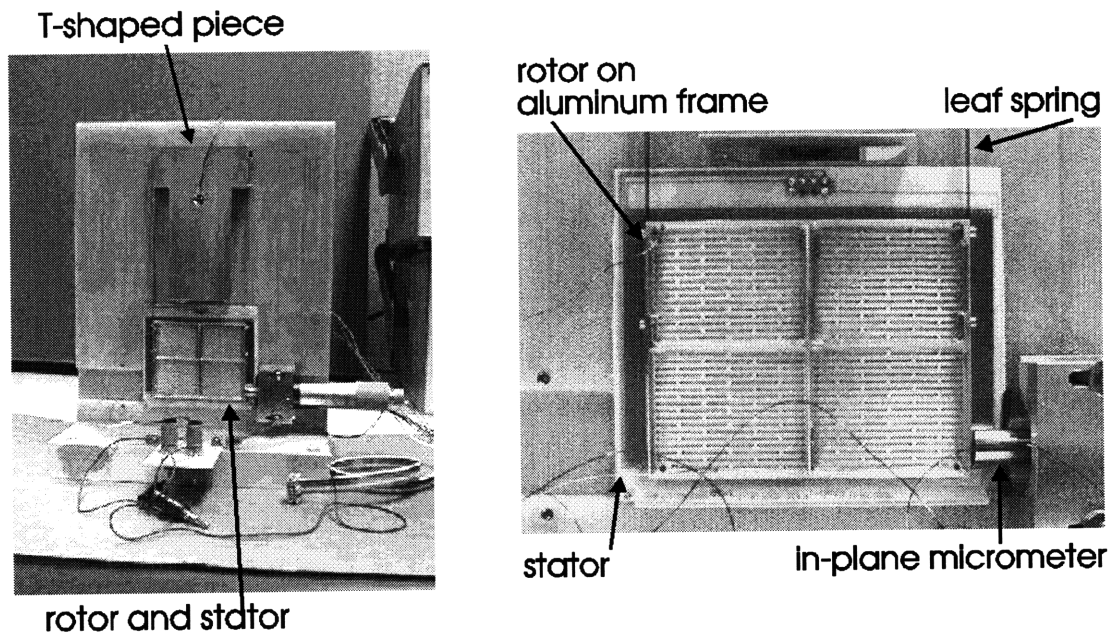 T-shaped piece
rotor and stator
rotor on
aluminum frame
leaf spring
stator
in-plane micrometer